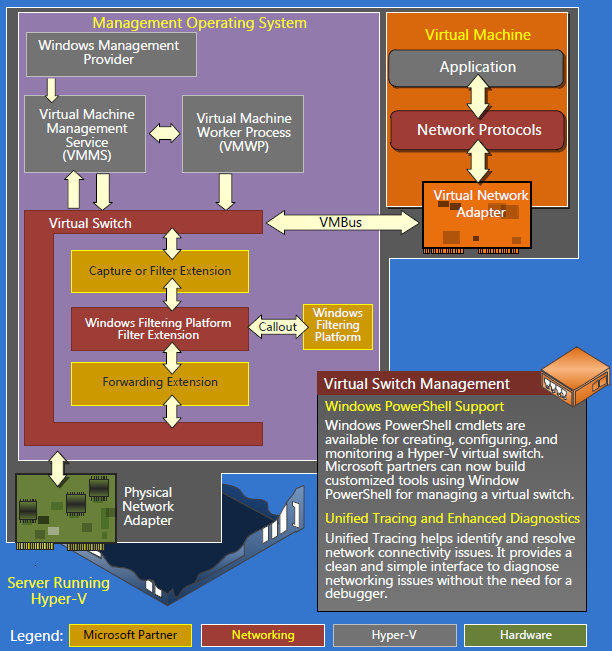 Management Operating System
Windows Management
Provider
Virtual Machine
Management
Service
(VMMS)
Virtual Machine
Worker Process
(VMWP)
Virtual Machine
Application
Network Protocols
Virtual Network
Adapter
Virtual Switch
VMBus
Capture or Filter Extension
Windows Filtering Platform
Filter Extension
Callout
Windows
Filtering
Platform
Forwarding Extension
Physical
Network
Adapter
Server Running
Hyper-V
Virtual Switch Management
Windows PowerShell Support
Windows PowerShell cmdlets are
available for creating, configuring, and
monitoring a Hyper-V virtual switch.
Microsoft partners can now build
customized tools using Window
PowerShell for managing a virtual switch.
Unified Tracing and Enhanced Diagnostics
Unified Tracing helps identify and resolve
network connectivity issues. It provides a
clean and simple interface to diagnose
networking issues without the need for a
debugger.
Legend:
Microsoft Partner
Networking
Hyper-V
Hardware